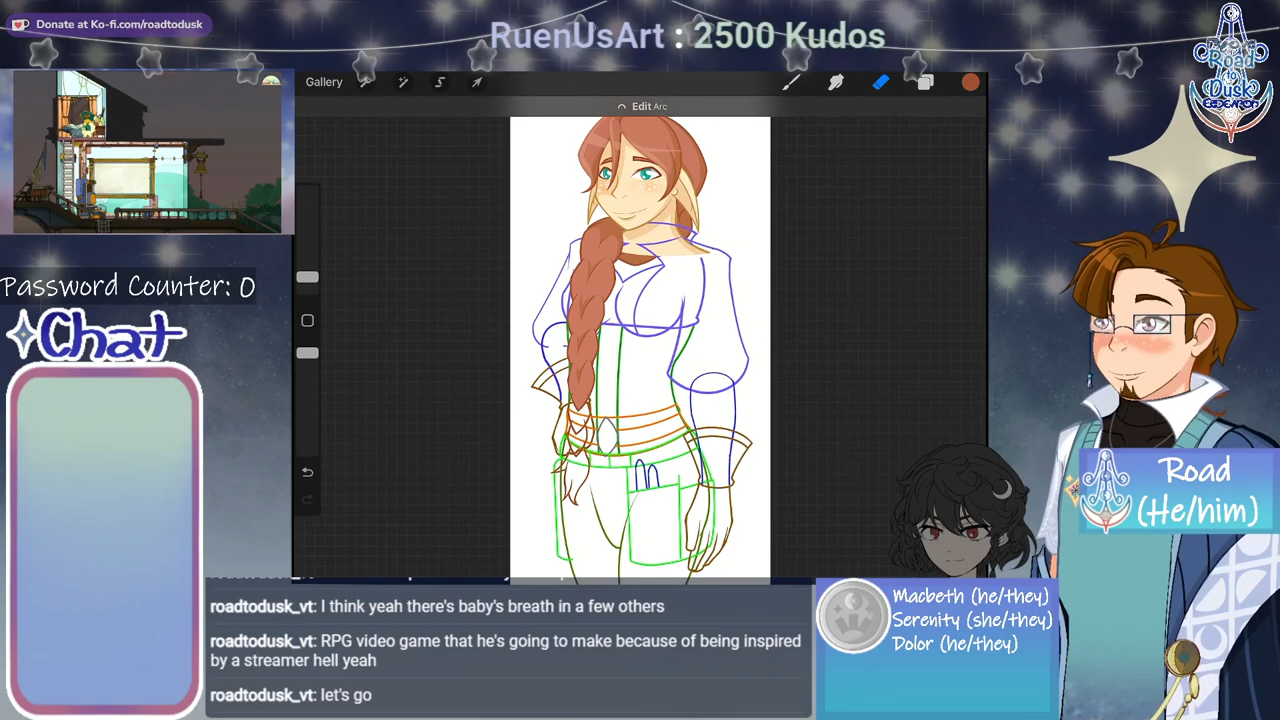 Donate at Ko-fi.com/roadtodusk
RuenUsArt : 2500 Kudos
Road
to
Dusk
Gallery
Edit Arc
Password Counter: 0
Chat
Road
(He/him)
roadtodusk_vt: I think yeah there's baby's breath in a few others
roadtodusk_vt: RPG video game that he's going to make because of being inspired
by a streamer hell yeah
roadtodusk_vt: let's go
Macbeth (he/they)
Serenity (she/they)
Dolor (he/they)